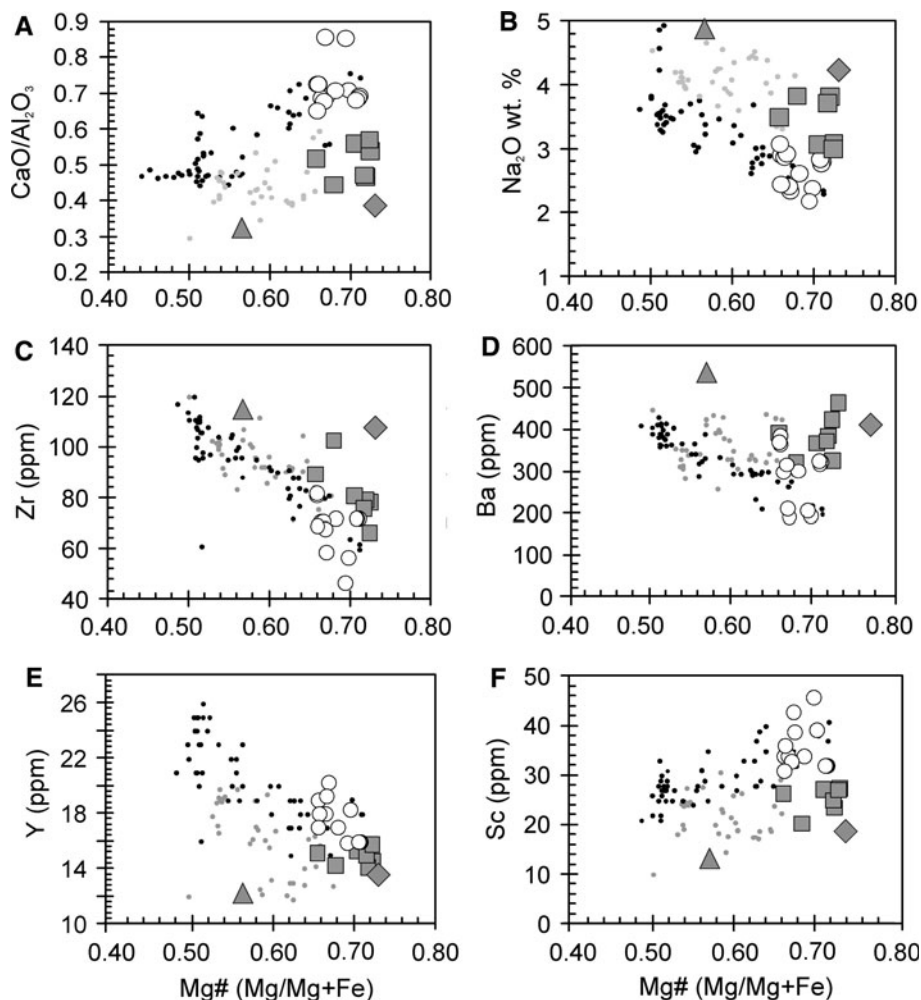 A
0.9
0.8
0.7
0.6
0.5
0.4
0.3
0.2
CaO/Al₂O₃
0.40 0.50 0.60 0.70 0.80
B
5
4
3
2
1
Na₂O wt. %
0.40 0.50 0.60 0.70 0.80
C
140
120
100
80
60
40
Zr (ppm)
0.40 0.50 0.60 0.70 0.80
D
600
500
400
300
200
100
0
Ba (ppm)
0.40 0.50 0.60 0.70 0.80
E
26
22
18
14
10
Y (ppm)
0.40 0.50 0.60 0.70 0.80
Mg# (Mg/Mg+Fe)
F
50
40
30
20
10
0
Sc (ppm)
0.40 0.50 0.60 0.70 0.80
Mg# (Mg/Mg+Fe)